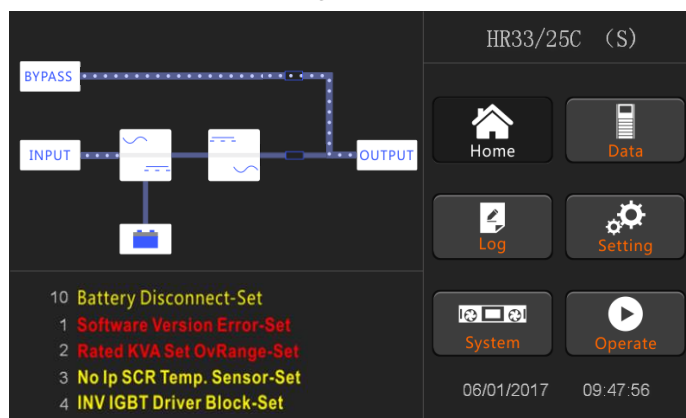 HR33/25C （S）
BYPASS
INPUT
OUTPUT
Home
Data
Log
Setting
10 Battery Disconnect-Set
1 Software Version Error-Set
2 Rated KVA Set OvRange-Set
3 No Ip SCR Temp. Sensor-Set
4 INV IGBT Driver Block-Set
System
Operate
06/01/2017 09:47:56